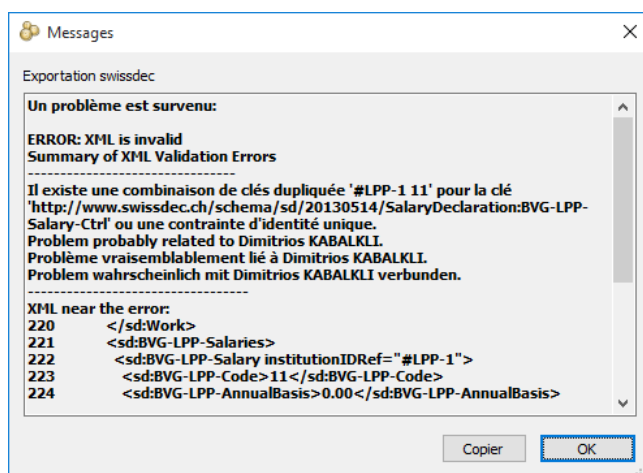 Messages
Exportation swissdec
Un problème est survenu:
ERROR: XML is invalid
Summary of XML Validation Errors
--------------------------------
Il existe une combinaison de clés dupliquée '#LPP-1 11' pour la clé
'http://www.swissdec.ch/schema/sd/20130514/SalaryDeclaration:BVG-LPP-
Salary-Ctrl' ou une contrainte d'identité unique.
Problem probably related to Dimitrios KABALKLI.
Problème vraisemblablement lié à Dimitrios KABALKLI.
Problem wahrscheinlich mit Dimitrios KABALKLI verbunden.
----------------------------------
XML near the error:
220 </sd:Work>
221 <sd:BVG-LPP-Salaries>
222 <sd:BVG-LPP-Salary institutionIDRef="#LPP-1">
223 <sd:BVG-LPP-Code>11</sd:BVG-LPP-Code>
224 <sd:BVG-LPP-AnnualBasis>0.00</sd:BVG-LPP-AnnualBasis>
Copier OK